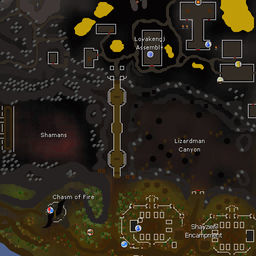 Lovakengj
Assembly
Shamans
Lizardman
Canyon
Chasm of Fire
Shayzien
Encampment